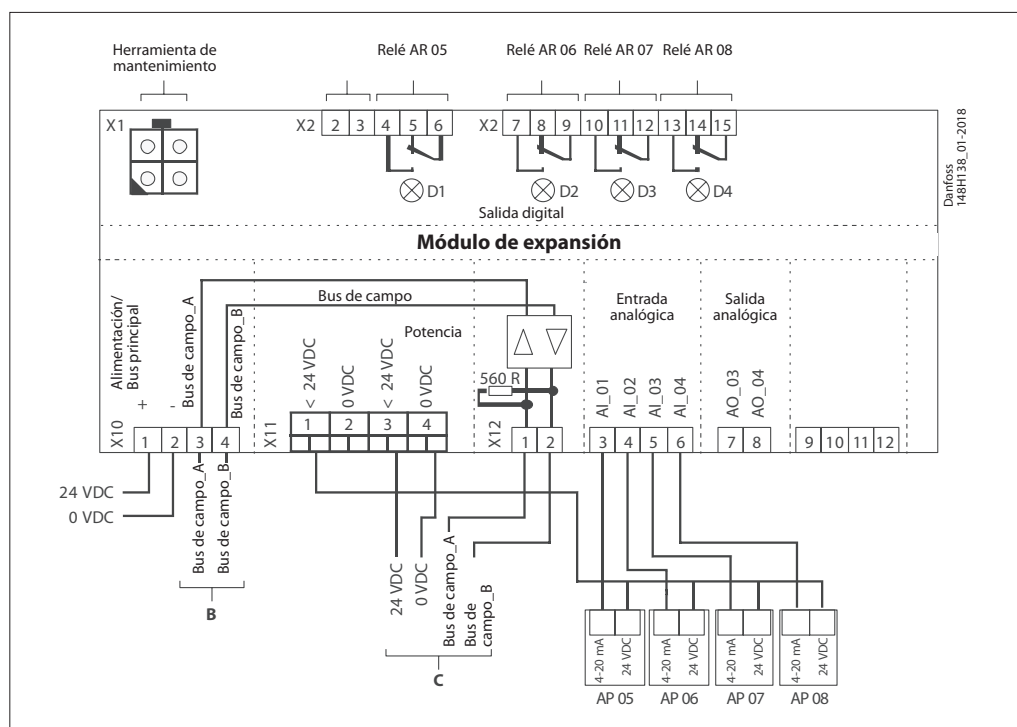 Herramienta de
mantenimiento
Relé AR 05
Relé AR 06 Relé AR 07 Relé AR 08
X1
X2 2 3 4 5 6
X2 7 8 9 10 11 12 13 14 15
D1
D2
D3
D4
Salida digital
Danfoss
148H138_01-2018
Módulo de expansión
Alimentación/
Bus principal
+
-
Bus de campo_A
Bus de campo_B
Bus de campo
Potencia
< 24 VDC
0 VDC
< 24 VDC
0 VDC
560 R
Entrada
analógica
AI_01
AI_02
AI_03
AI_04
Salida
analógica
AO_03
AO_04
X10 1 2 3 4
X11 1 2 3 4
X12 1 2 3 4 5 6 7 8 9 10 11 12
24 VDC
0 VDC
Bus de campo_A
Bus de campo_B
B
24 VDC
0 VDC
Bus de campo_A
Bus de
campo_B
C
4-20 mA
24 VDC
4-20 mA
24 VDC
4-20 mA
24 VDC
4-20 mA
24 VDC
AP 05 AP 06 AP 07 AP 08